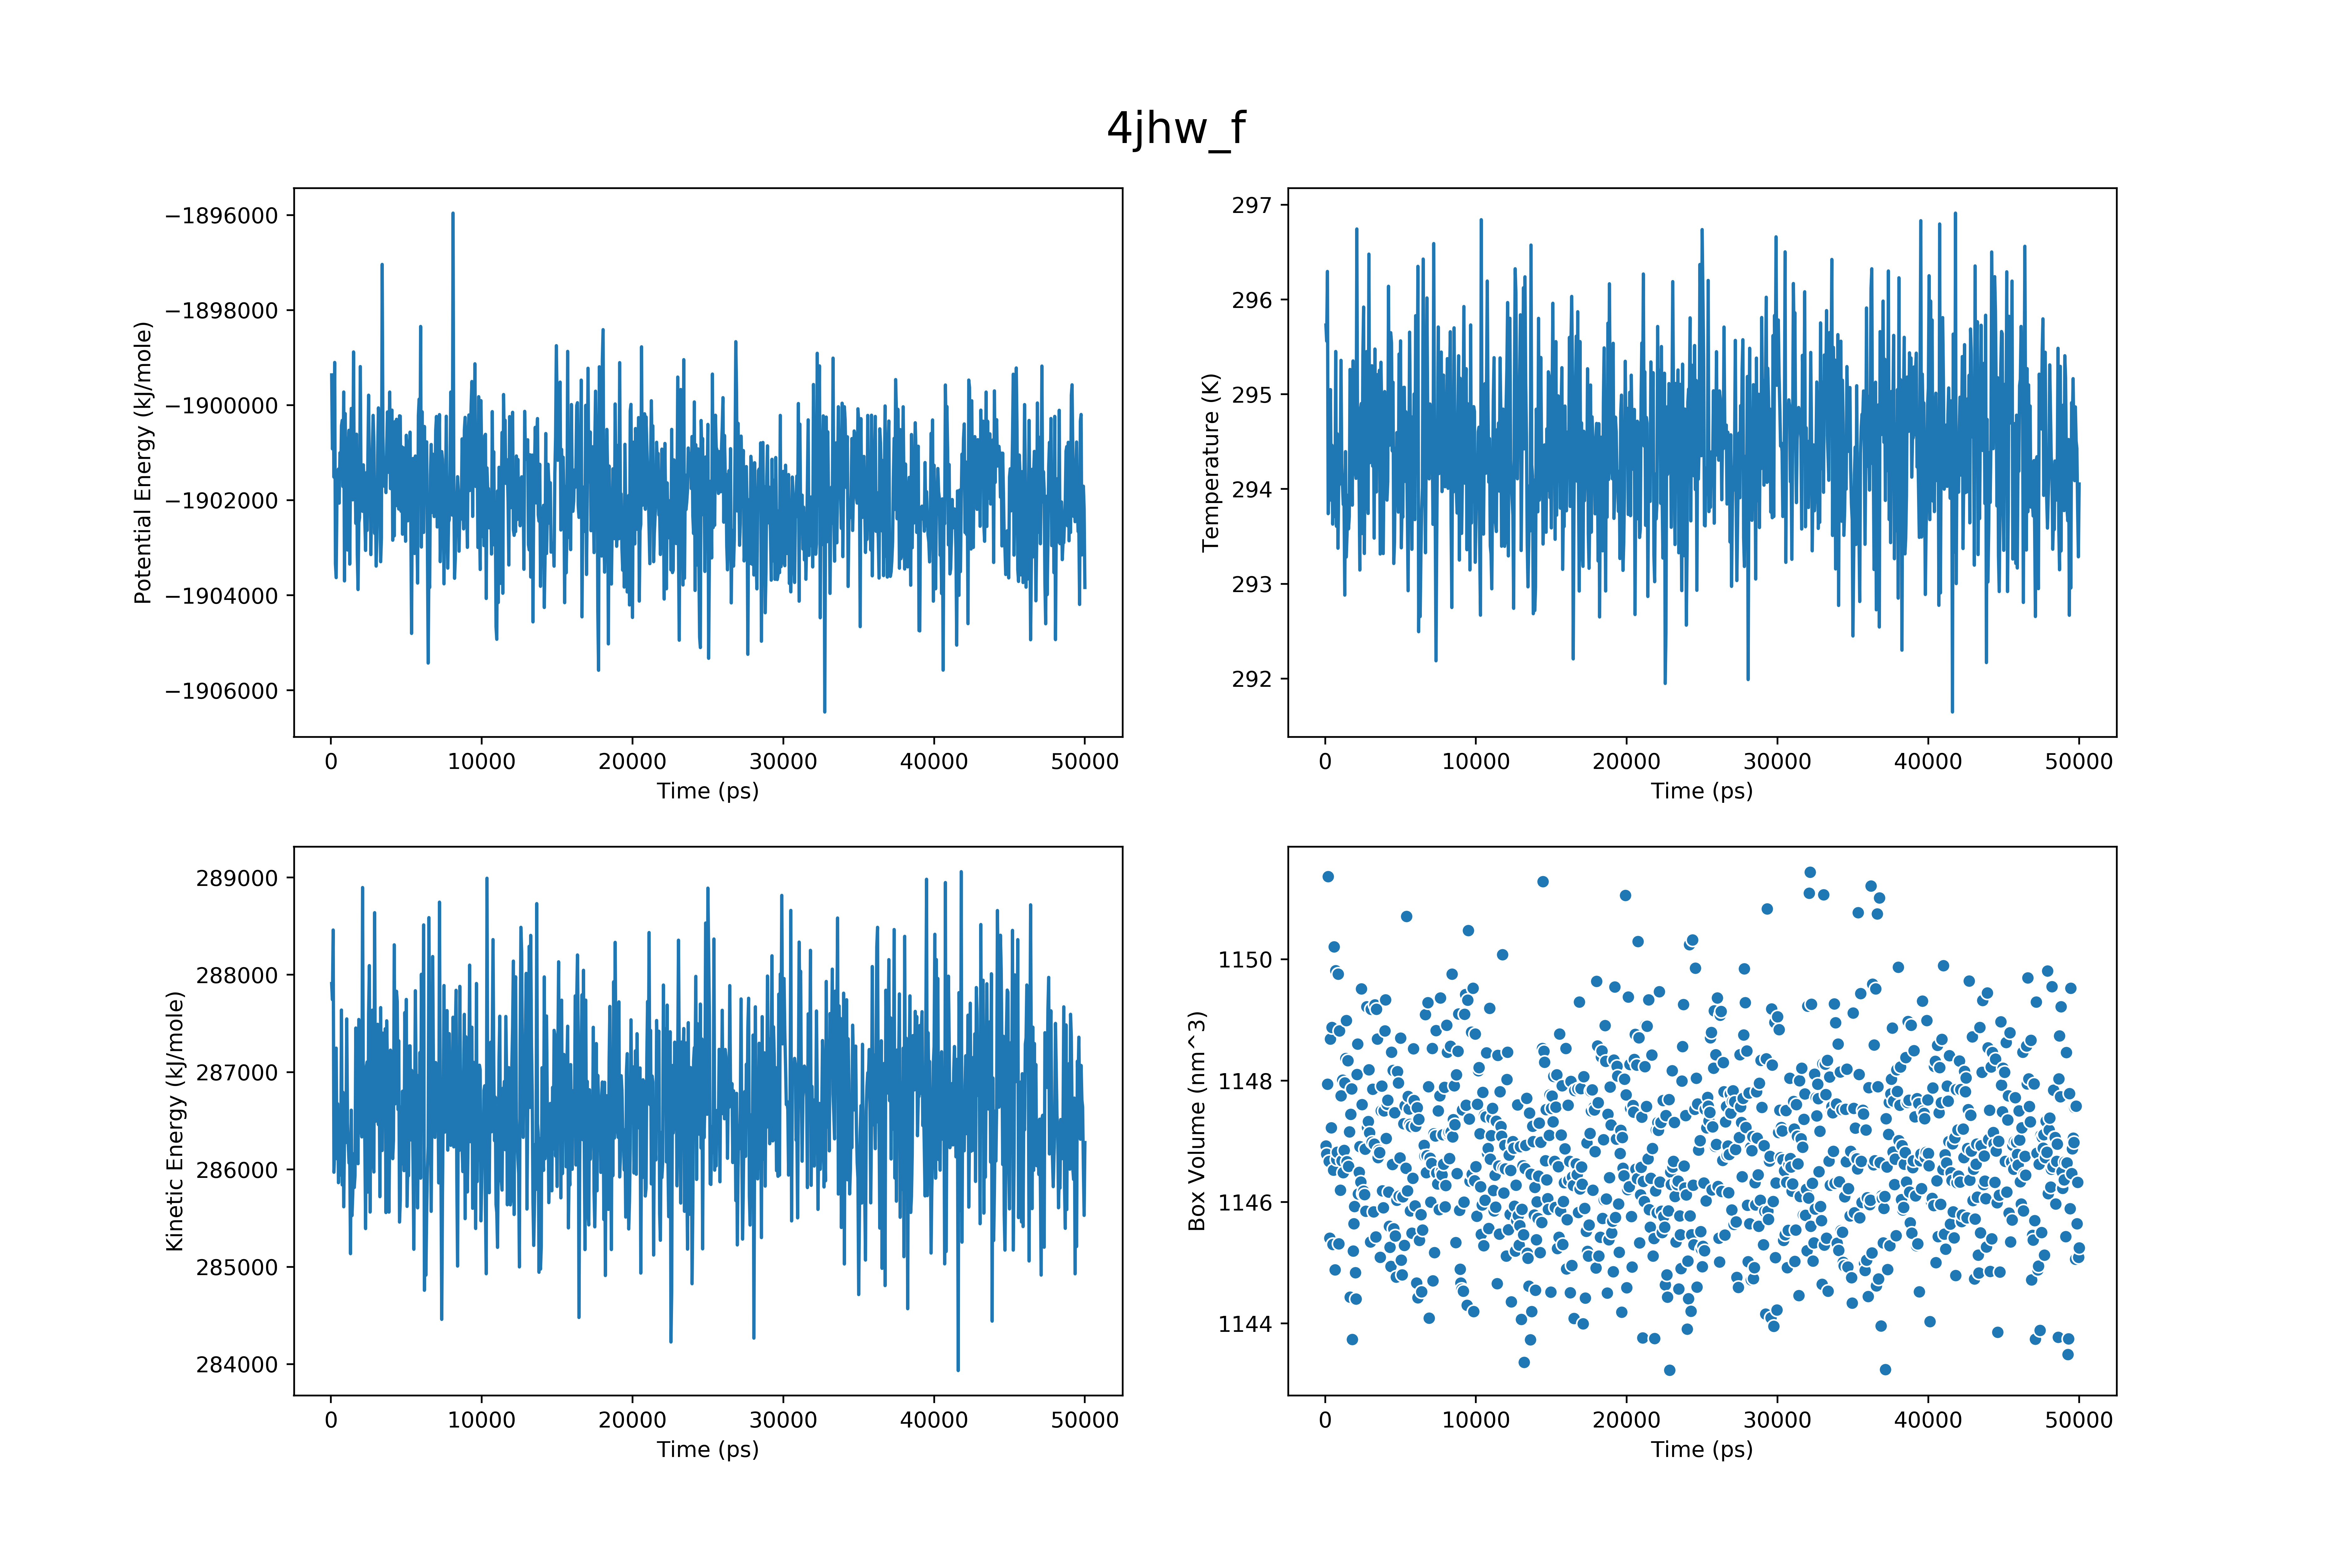 4jhw_f
−1896000
−1898000
−1900000
−1902000
−1904000
−1906000
Potential Energy (kJ/mole)
0 10000 20000 30000 40000 50000
Time (ps)
297
296
295
294
293
292
Temperature (K)
0 10000 20000 30000 40000 50000
Time (ps)
289000
288000
287000
286000
285000
284000
Kinetic Energy (kJ/mole)
0 10000 20000 30000 40000 50000
Time (ps)
1150
1148
1146
1144
Box Volume (nm^3)
0 10000 20000 30000 40000 50000
Time (ps)